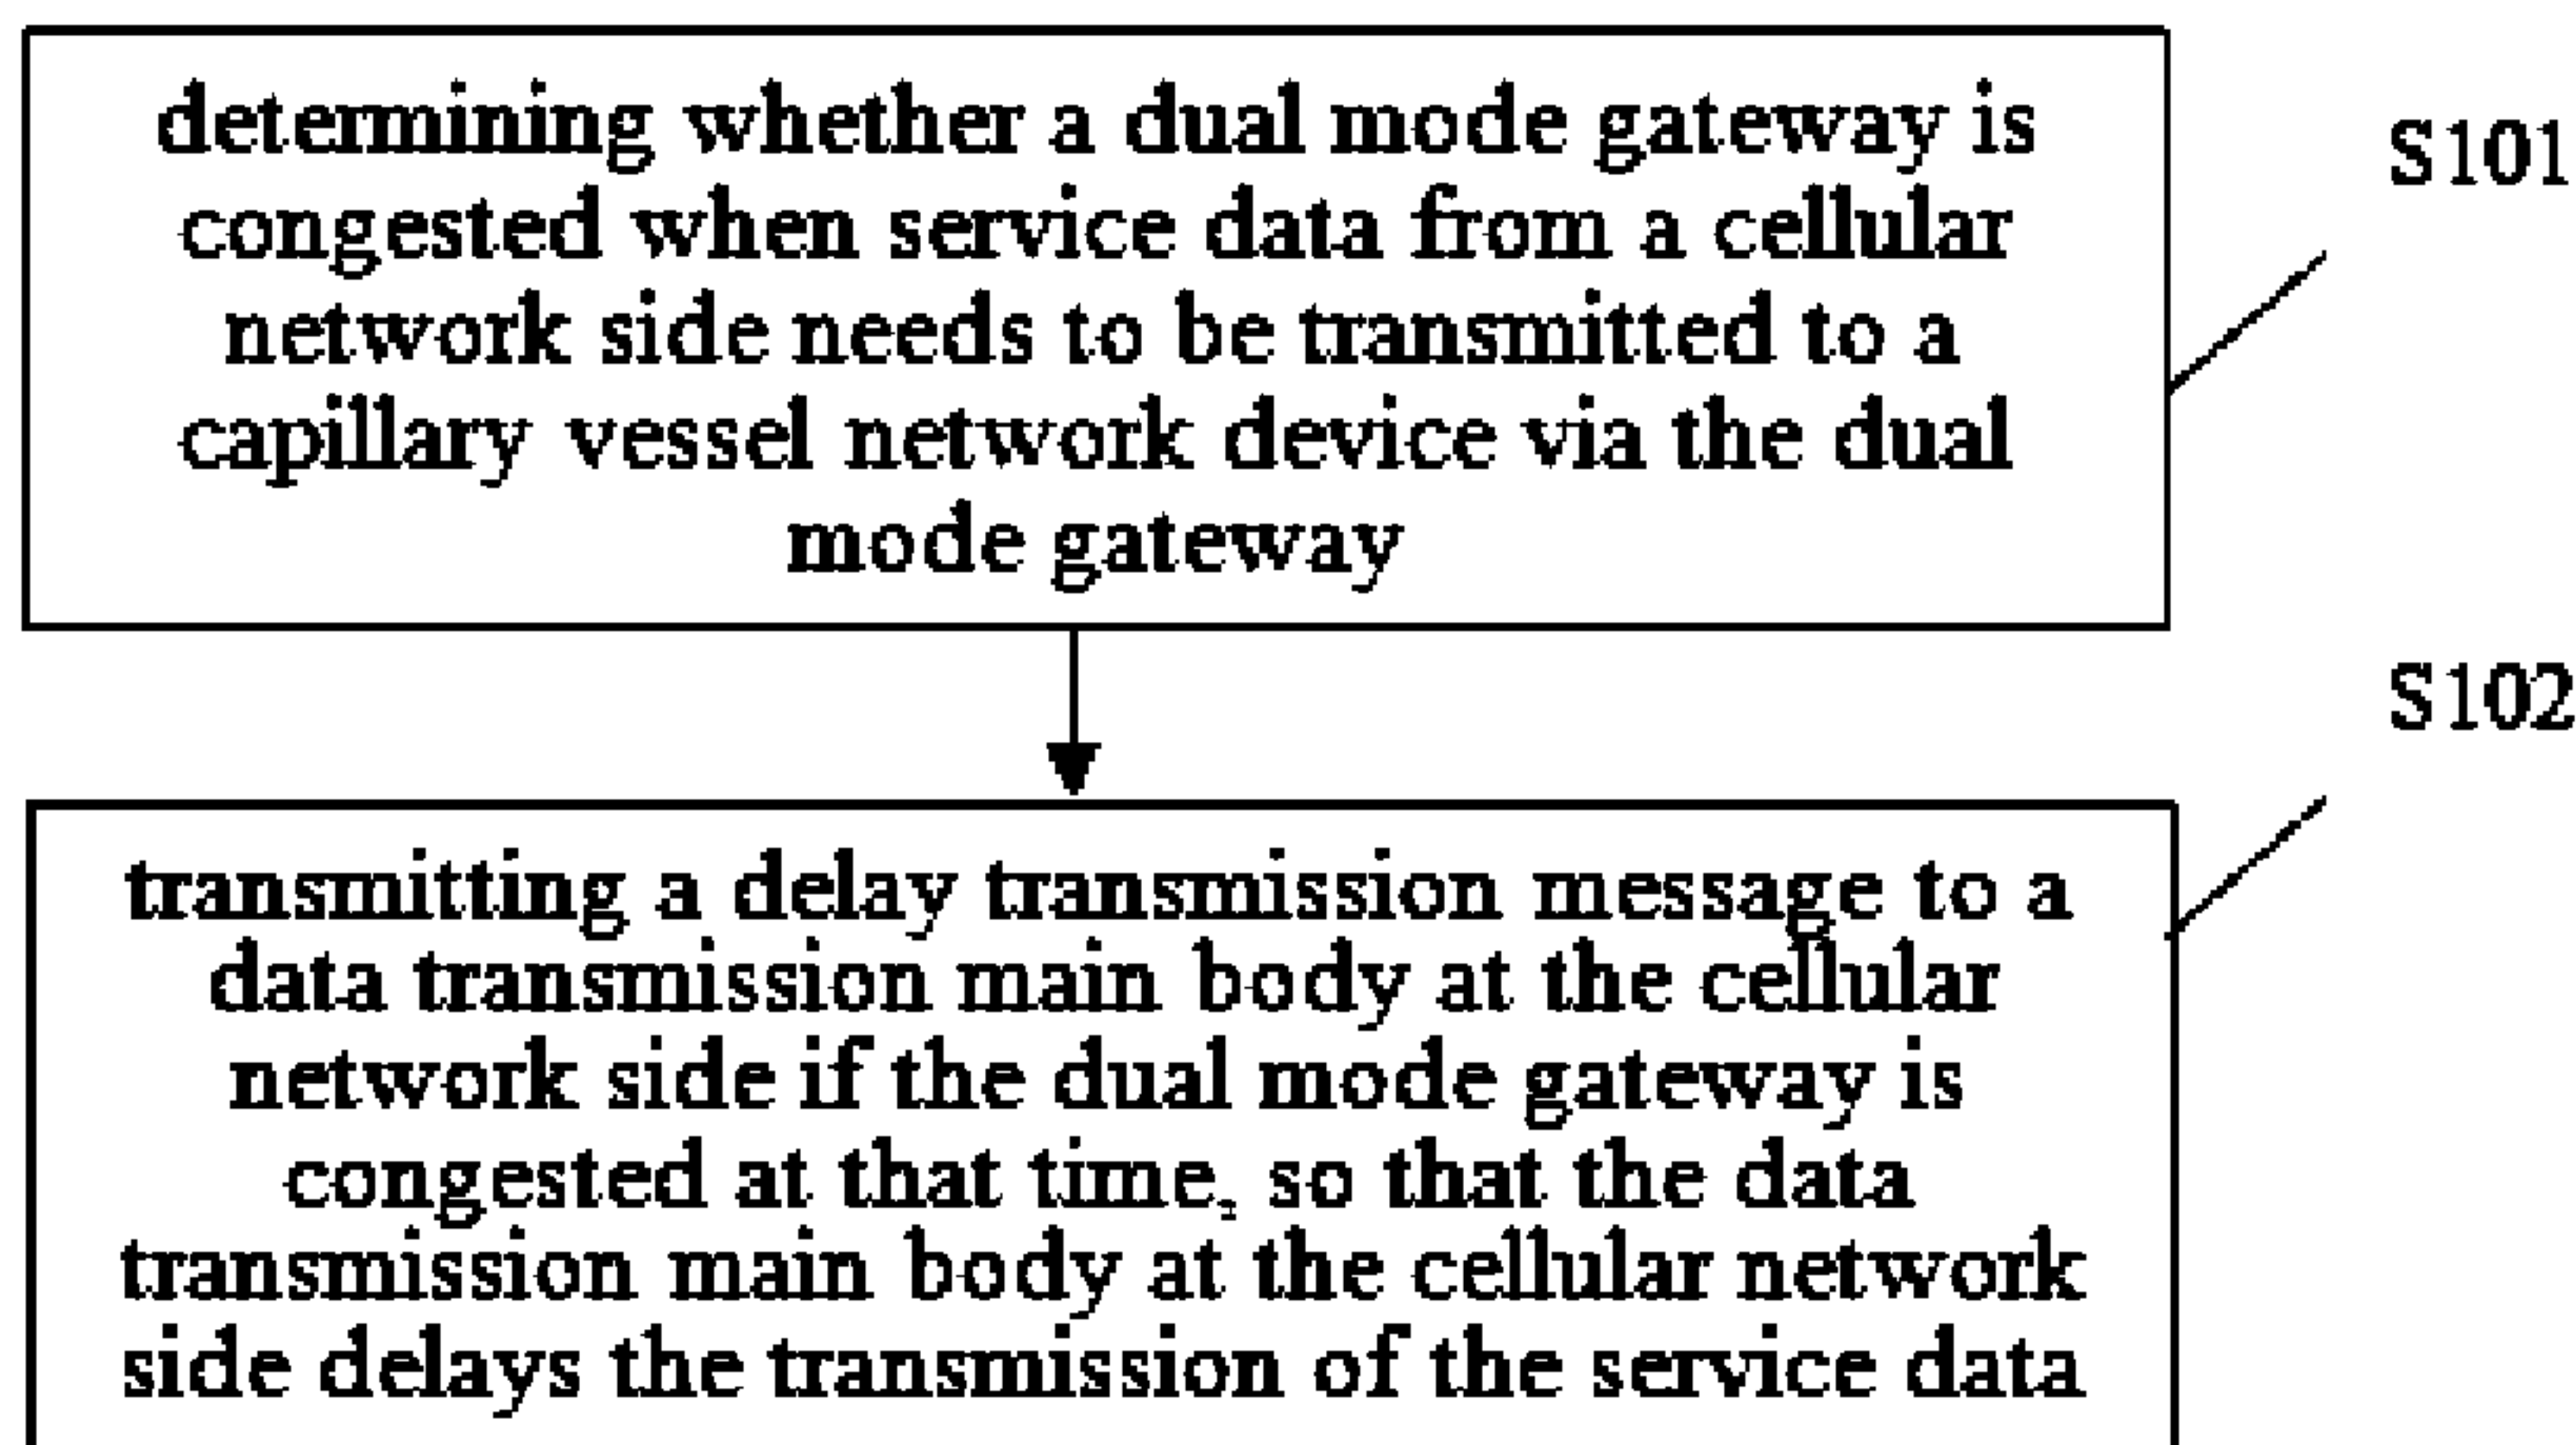 determining whether a dual mode gateway is
congested when service data from a cellular
network side needs to be transmitted to a
capillary vessel network device via the dual
mode gateway
S101
S102
transmitting a delay transmission message to a
data transmission main body at the cellular
network side if the dual mode gateway is
congested at that time, so that the data
transmission main body at the cellular network
side delays the transmission of the service data